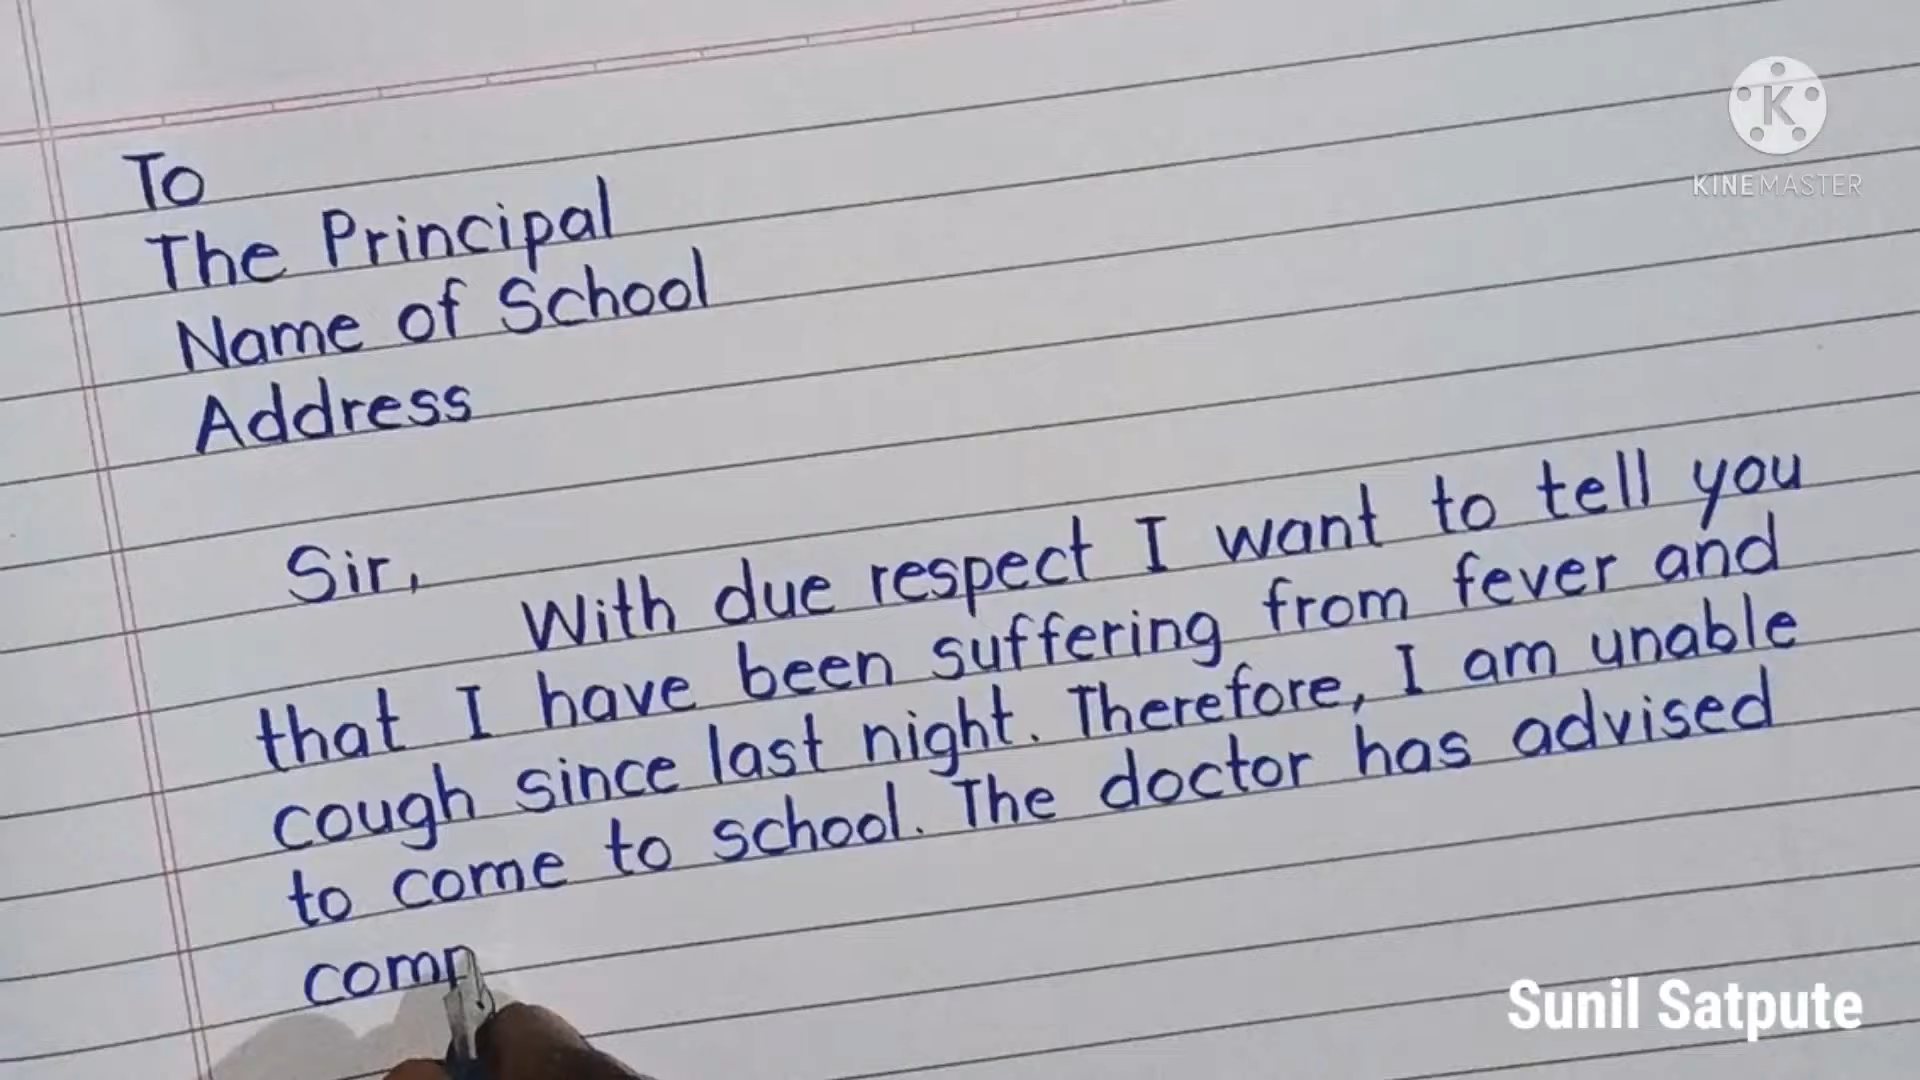 KINEMASTER
To
The Principal
Name of School
Address
Sir,
With due respect I want to tell you
that I have been suffering from fever and
cough since last night. Therefore, I am unable
to come to school. The doctor has advised
comp
Sunil Satpute